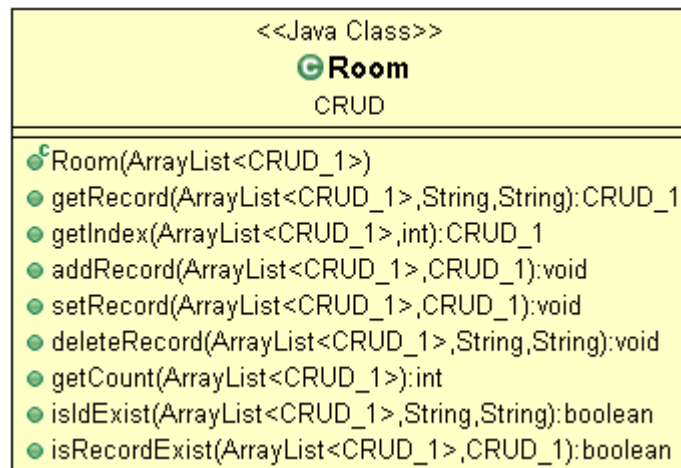 <<Java Class>>
C Room
CRUD
c Room(ArrayList<CRUD_1>)
getRecord(ArrayList<CRUD_1>,String,String):CRUD_1
getIndex(ArrayList<CRUD_1>,int):CRUD_1
addRecord(ArrayList<CRUD_1>,CRUD_1):void
setRecord(ArrayList<CRUD_1>,CRUD_1):void
deleteRecord(ArrayList<CRUD_1>,String,String):void
getCount(ArrayList<CRUD_1>):int
isIdExist(ArrayList<CRUD_1>,String,String):boolean
isRecordExist(ArrayList<CRUD_1>,CRUD_1):boolean